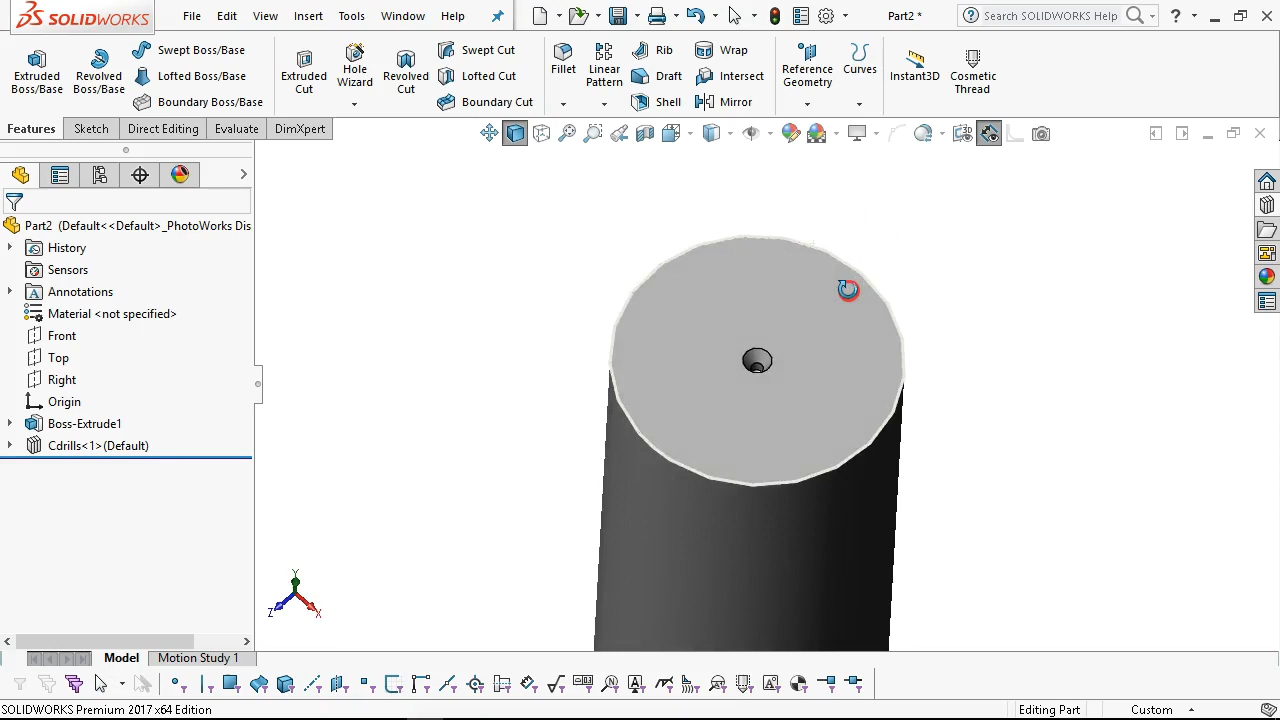 SOLIDWORKS
File Edit View Insert Tools Window Help
Part2 *
Search SOLIDWORKS Help
?
Extruded Boss/Base
Revolved Boss/Base
Swept Boss/Base
Lofted Boss/Base
Boundary Boss/Base
Extruded Cut
Hole Wizard
Revolved Cut
Swept Cut
Lofted Cut
Boundary Cut
Fillet
Linear Pattern
Rib
Draft
Shell
Wrap
Intersect
Mirror
Reference Geometry
Curves
Instant3D
Cosmetic Thread
Features Sketch Direct Editing Evaluate DimXpert
Part2 (Default<<Default>_PhotoWorks Dis
History
Sensors
Annotations
Material <not specified>
Front
Top
Right
Origin
Boss-Extrude1
Cdrills<1>(Default)
Y
Z
X
Model Motion Study 1
SOLIDWORKS Premium 2017 x64 Edition
Editing Part
Custom